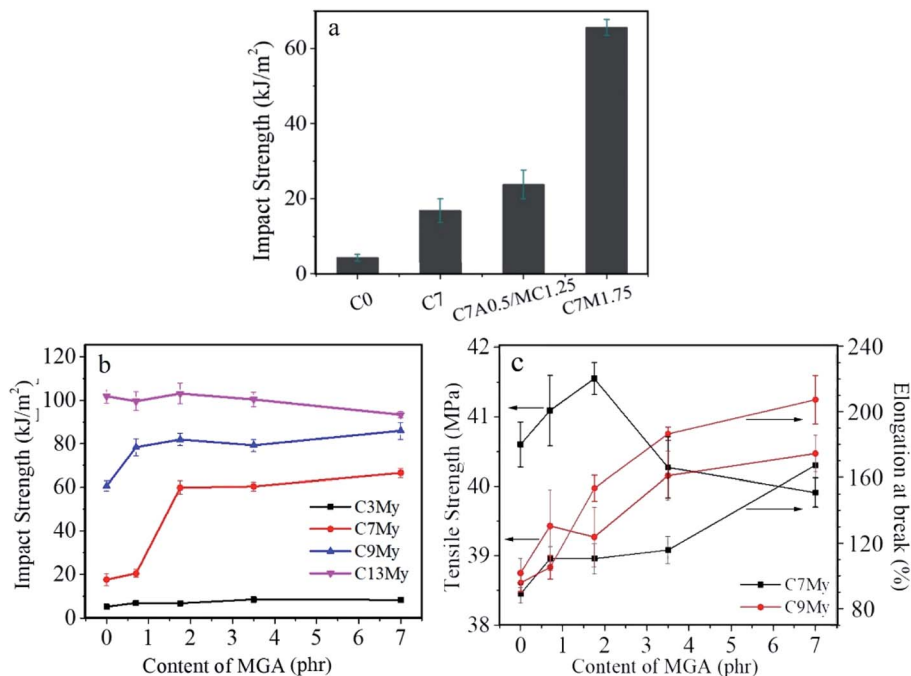 a
Impact Strength (kJ/m²)
60
40
20
0
C0
C7
C7A0.5/MC1.25
C7M1.75
b
Impact Strength (kJ/m²)
120
100
80
60
40
20
0
C3My
C7My
C9My
C13My
0 1 2 3 4 5 6 7
Content of MGA (phr)
c
Tensile Strength (MPa)
42
41
40
39
38
Elongation at break (%)
240
200
160
120
80
C7My
C9My
0 1 2 3 4 5 6 7
Content of MGA (phr)